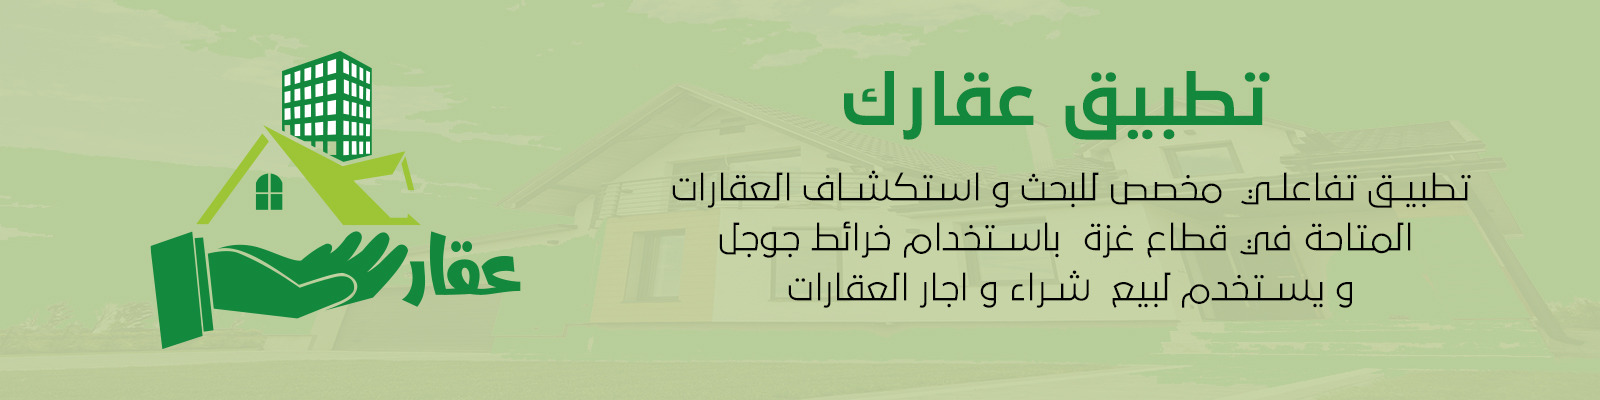 تطبيق عقارك
تطبيق تفاعلي مخصص للبحث و استكشاف العقارات
المتاحة في قطاع غزة باستخدام خرائط جوجل
و يستخدم لبيع شراء و اجار العقارات
عقار